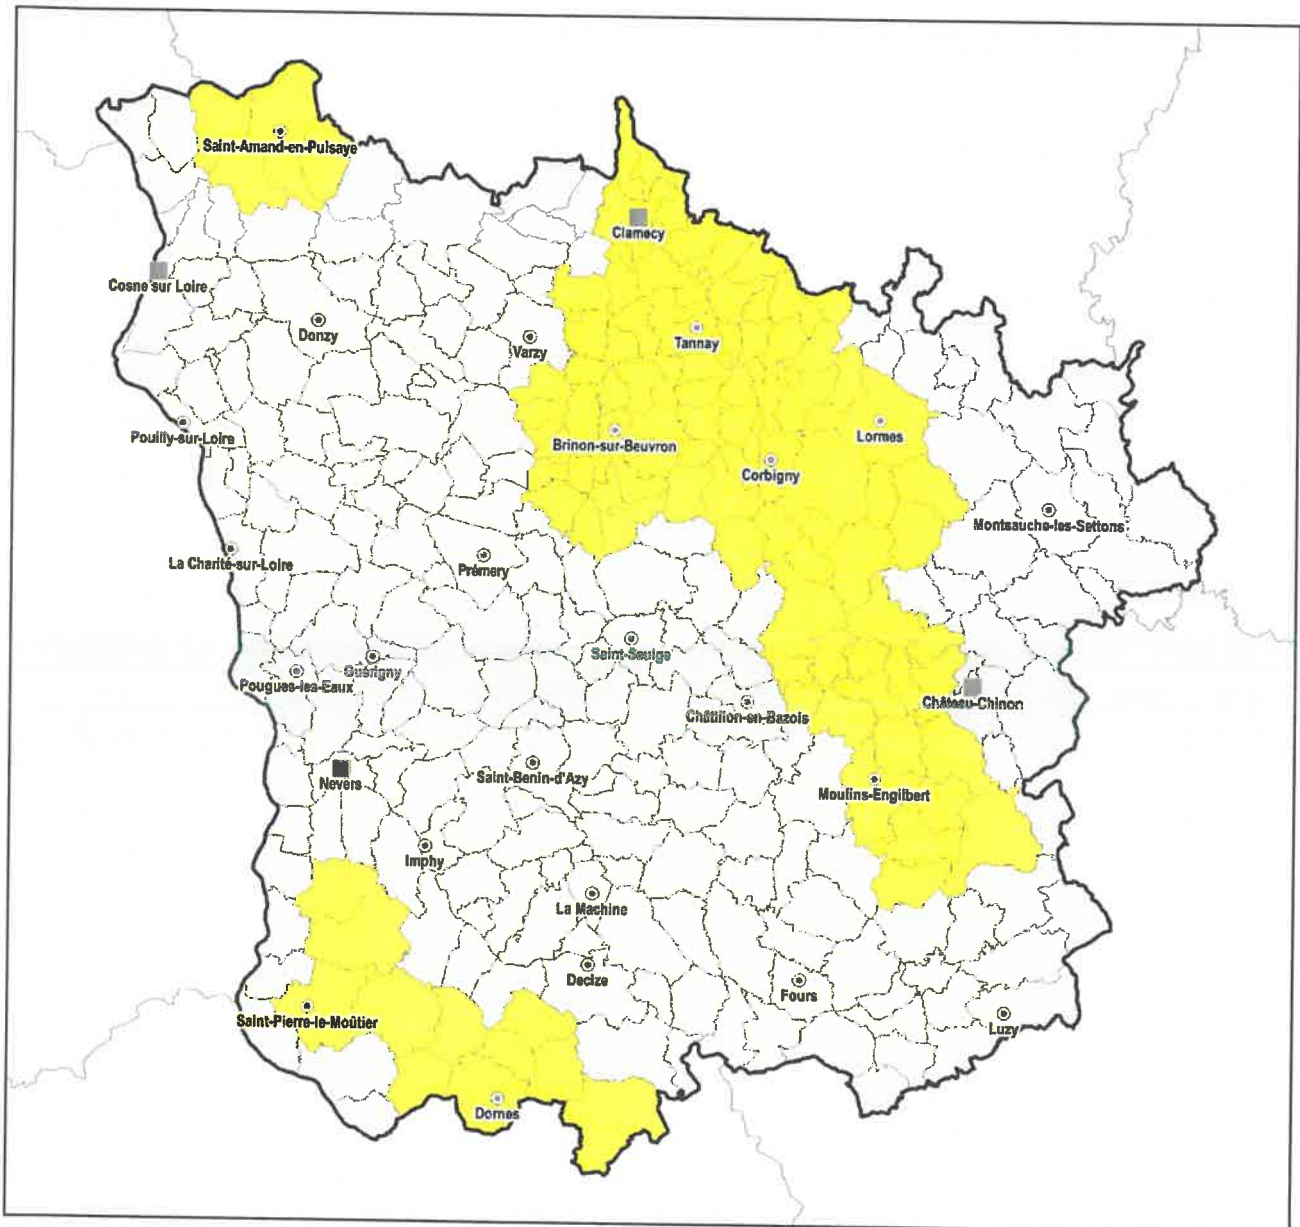 Saint-Amand-en-Puisaye
Clamecy
Cosne sur Loire
Donzy
Varzy
Tannay
Pouilly-sur-Loire
Brinon-sur-Beuvron
Lormes
Corbigny
Montsauche-les-Settons
La Charité-sur-Loire
Prémery
Saint-Saulge
Guérigny
Pougues-les-Eaux
Château-Chinon
Châtillon-en-Bazois
Nevers
Saint-Benin-d'Azy
Moulins-Engilbert
Imphy
La Machine
Decize
Fours
Saint-Pierre-le-Moûtier
Luzy
Dornes